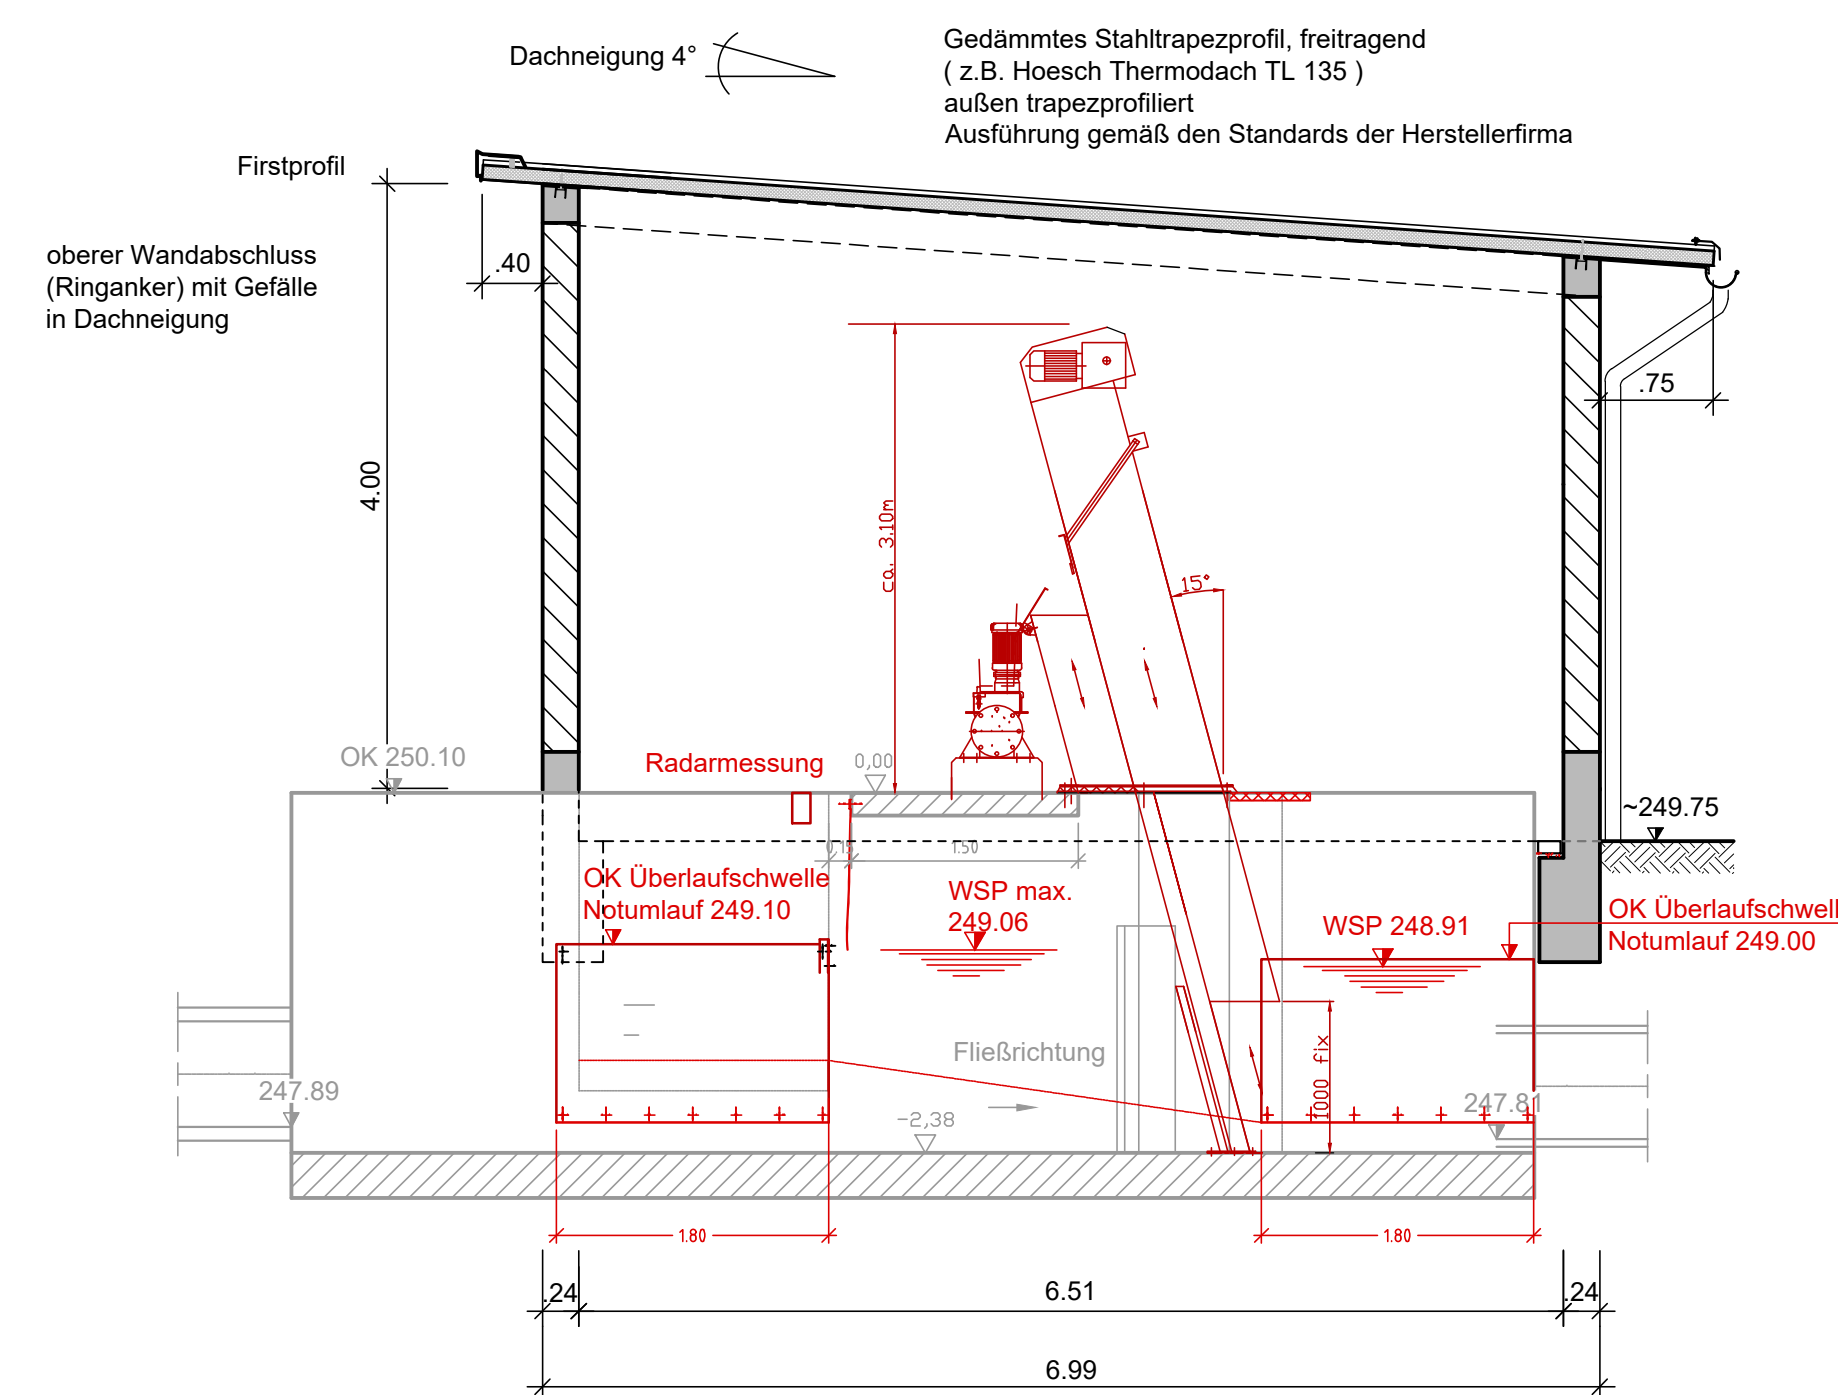 Dachneigung 4°
Gedämmtes Stahltrapezprofil, freitragend
( z.B. Hoesch Thermodach TL 135 )
außen trapezprofiliert
Ausführung gemäß den Standards der Herstellerfirma
Firstprofil
oberer Wandabschluss
(Ringanker) mit Gefälle
in Dachneigung
.40
.75
4.00
ca. 3.10m
15°
OK 250.10
Radarmessung
0,00
~249.75
0,15
1.50
OK Überlaufschwelle
Notumlauf 249.10
WSP max.
249.06
WSP 248.91
OK Überlaufschwell
Notumlauf 249.00
Fließrichtung
1000 fix
247.89
-2,38
247.81
1.80
1.80
.24
6.51
.24
6.99